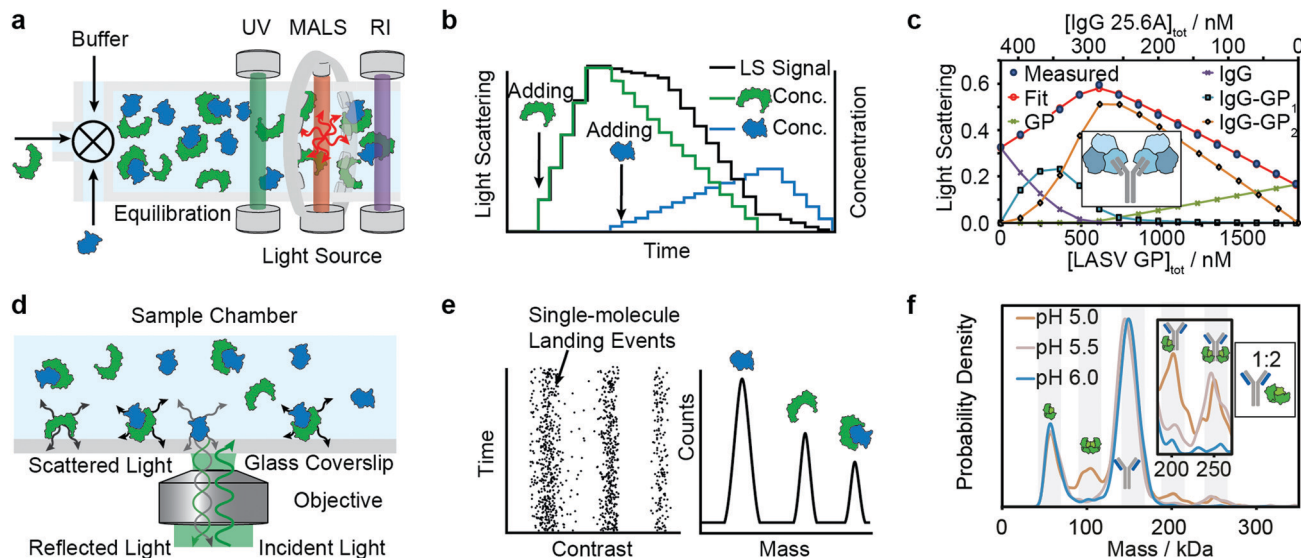 a
UV MALS RI
Buffer
Equilibration
Light Source
b
Light Scattering
Adding
Adding
LS Signal
Conc.
Conc.
Concentration
Time
c
[IgG 25.6A]tot / nM
400 300 200 100 0
Light Scattering
0.6
0.4
0.2
0.0
Measured
Fit
GP
IgG
IgG-GP1
IgG-GP2
0 500 1000 1500
[LASV GP]tot / nM
d
Sample Chamber
Scattered Light
Glass Coverslip
Objective
Reflected Light
Incident Light
e
Single-molecule
Landing Events
Time
Contrast
Counts
Mass
f
Probability Density
pH 5.0
pH 5.5
pH 6.0
200 250
1:2
0 100 200 300
Mass / kDa